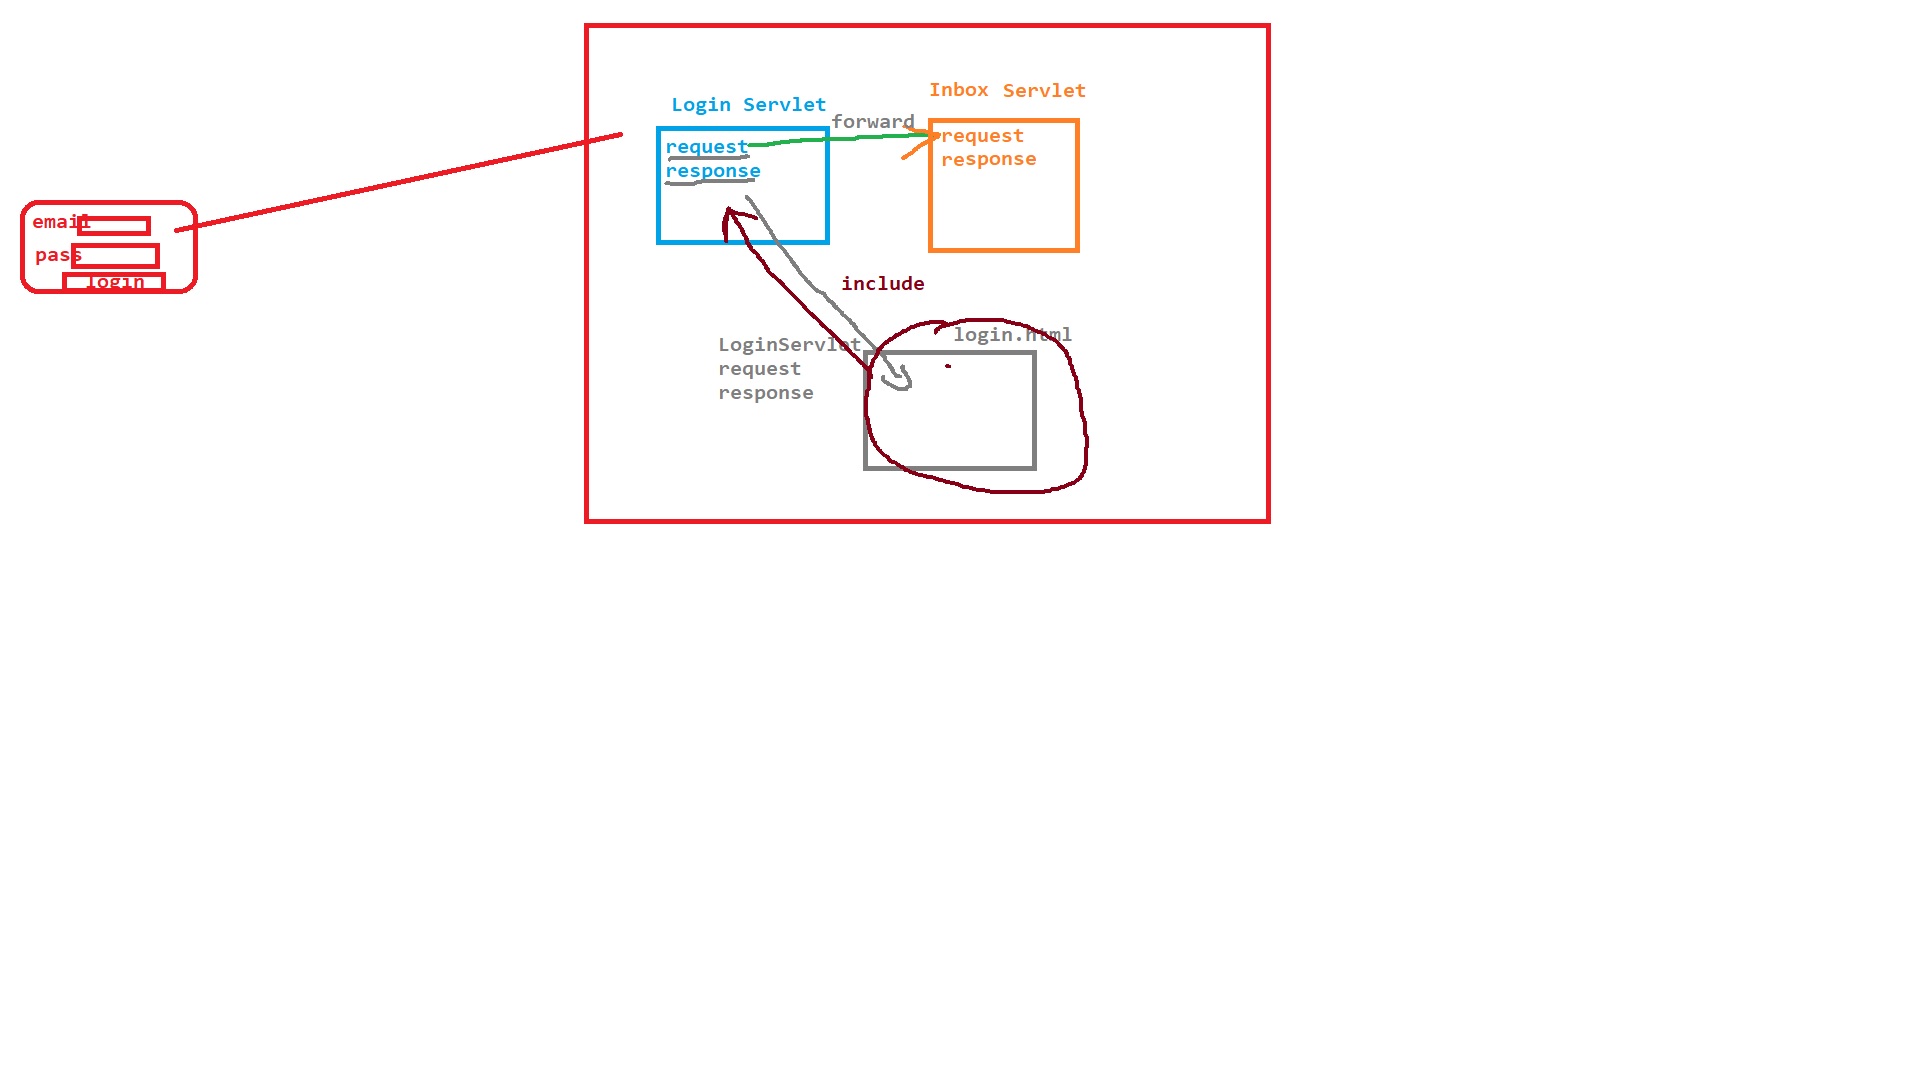 Login Servlet
request
response
forward
Inbox Servlet
request
response
email
pass
login
include
LoginServlet
request
response
login.html